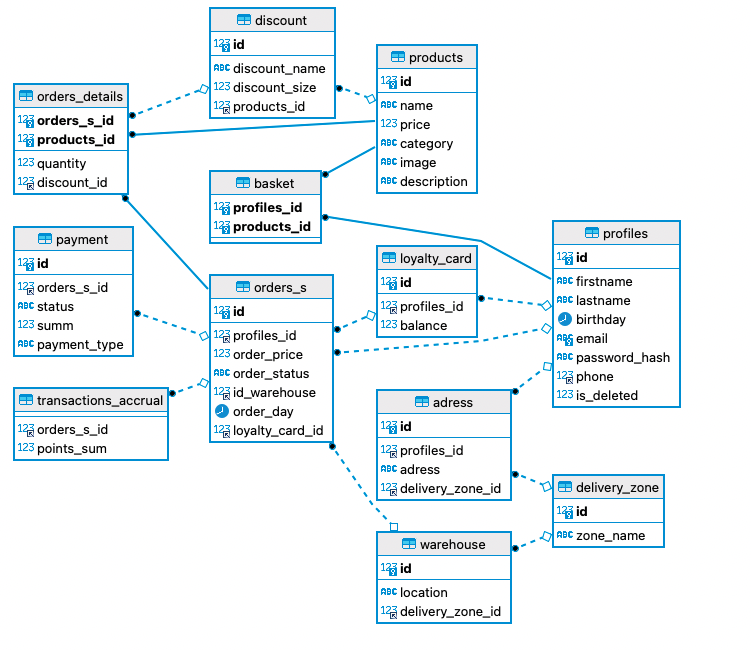 discount
123 id
ABC discount_name
123 discount_size
123 products_id
products
123 id
ABC name
123 price
ABC category
ABC image
ABC description
orders_details
123 orders_s_id
123 products_id
123 quantity
123 discount_id
basket
123 profiles_id
123 products_id
payment
123 id
123 orders_s_id
ABC status
123 summ
ABC payment_type
orders_s
123 id
123 profiles_id
123 order_price
ABC order_status
123 id_warehouse
order_day
123 loyalty_card_id
loyalty_card
123 id
123 profiles_id
123 balance
profiles
123 id
ABC firstname
ABC lastname
birthday
ABC email
ABC password_hash
123 phone
123 is_deleted
transactions_accrual
123 orders_s_id
123 points_sum
adress
123 id
123 profiles_id
ABC adress
123 delivery_zone_id
delivery_zone
123 id
ABC zone_name
warehouse
123 id
ABC location
123 delivery_zone_id